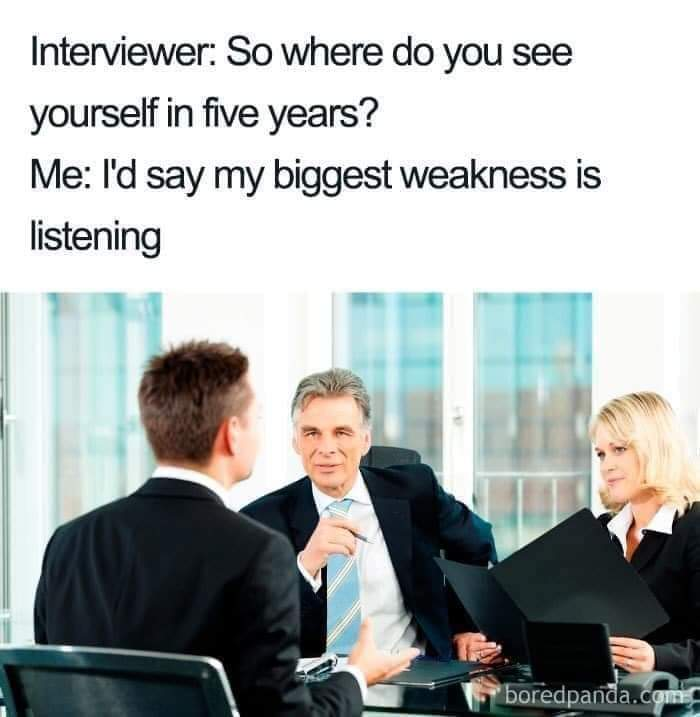 Interviewer: So where do you see
yourself in five years?
Me: I'd say my biggest weakness is
listening
boredpanda.com